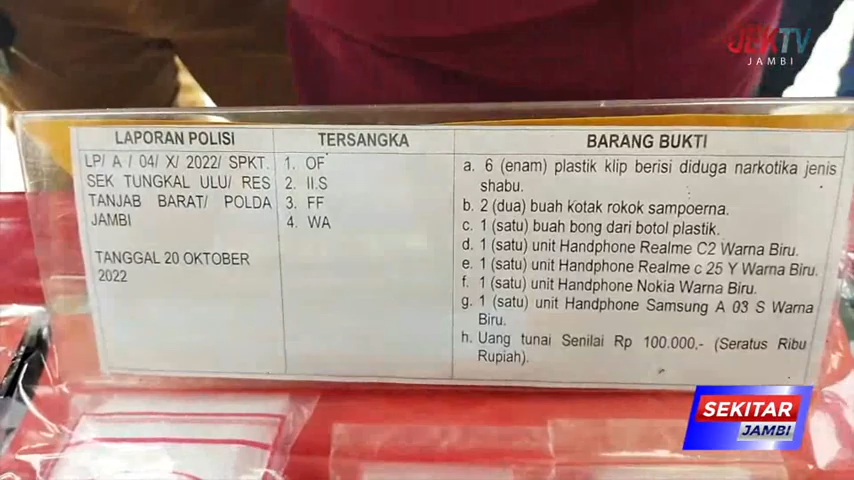 JEKTV
JAMBI
LAPORAN POLISI
LP/ A / 04/ X/ 2022/ SPKT.
SEK TUNGKAL ULU/ RES
TANJAB BARAT/ POLDA
JAMBI
TANGGAL 20 OKTOBER
2022
TERSANGKA
1. OF
2. II.S
3. FF
4. WA
BARANG BUKTI
a. 6 (enam) plastik klip berisi diduga narkotika jenis
shabu.
b. 2 (dua) buah kotak rokok sampoerna.
c. 1 (satu) buah bong dari botol plastik.
d. 1 (satu) unit Handphone Realme C2 Warna Biru.
e. 1 (satu) unit Handphone Realme c 25 Y Warna Biru.
f. 1 (satu) unit Handphone Nokia Warna Biru.
g. 1 (satu) unit Handphone Samsung A 03 S Warna
Biru.
h. Uang tunai Senilai Rp 100.000,- (Seratus Ribu
Rupiah).
SEKITAR
JAMBI